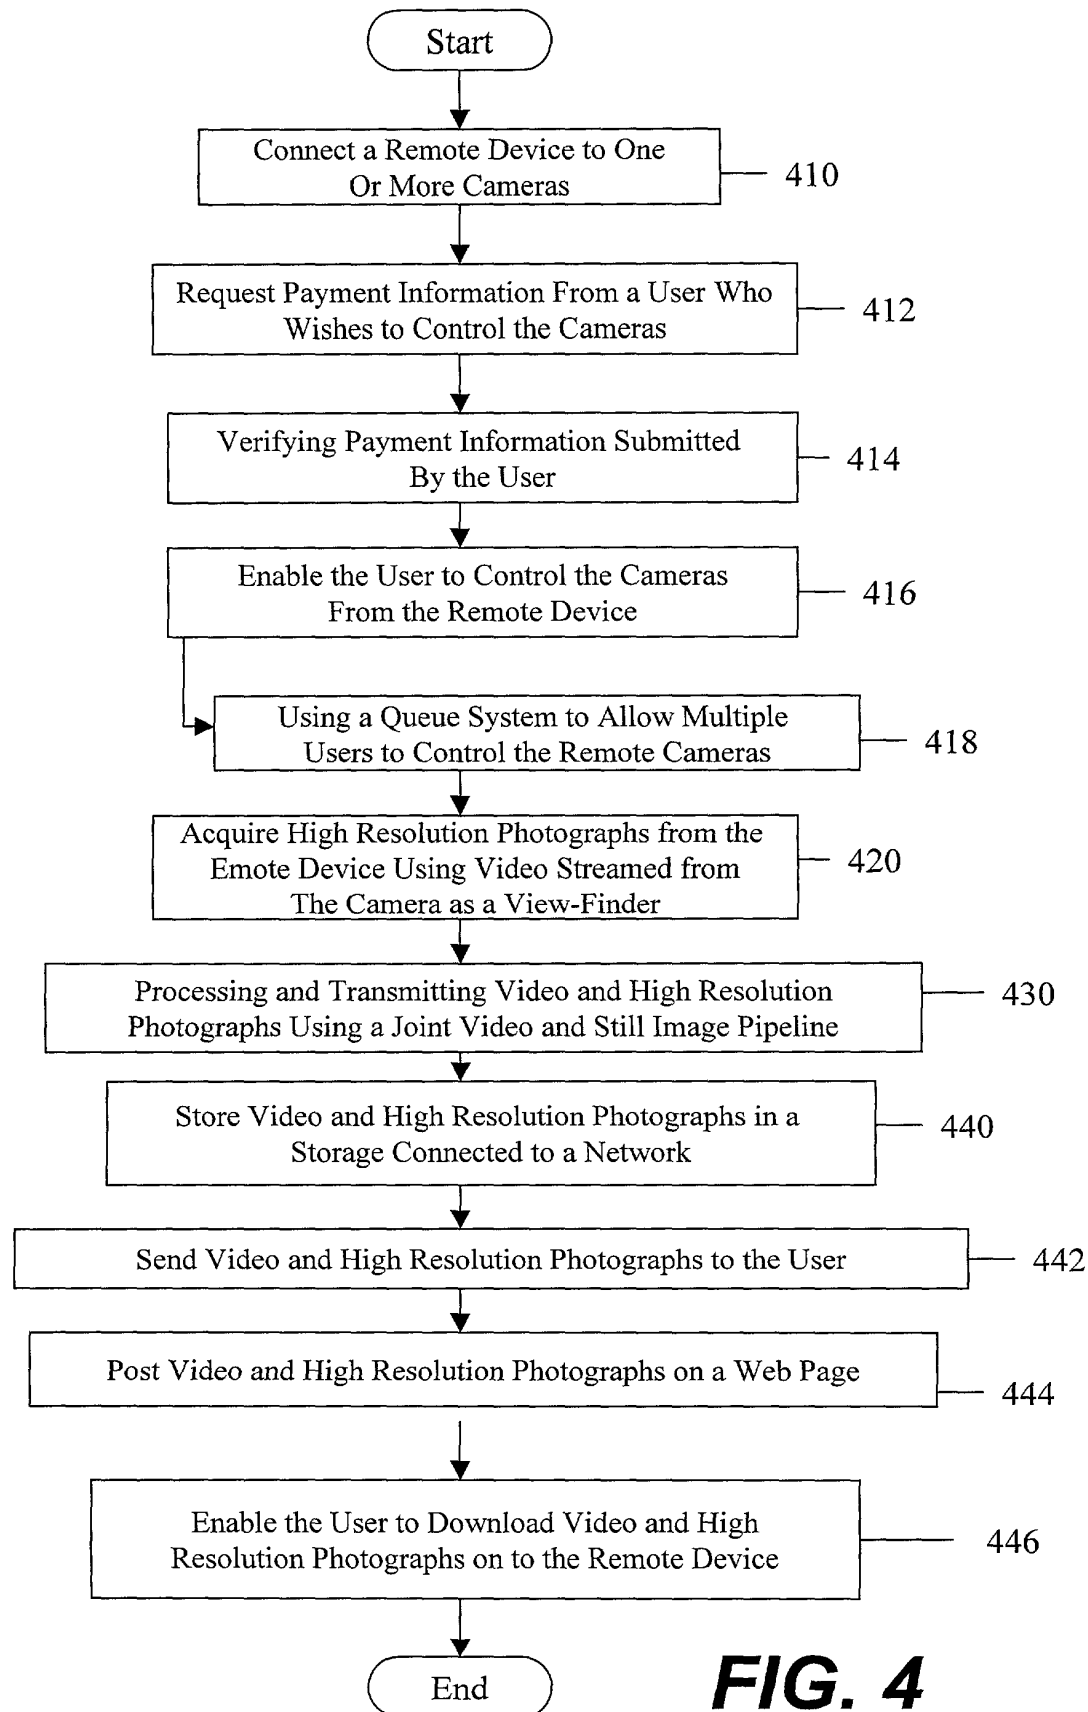 Start
Connect a Remote Device to One
Or More Cameras
410
Request Payment Information From a User Who
Wishes to Control the Cameras
412
Verifying Payment Information Submitted
By the User
414
Enable the User to Control the Cameras
From the Remote Device
416
Using a Queue System to Allow Multiple
Users to Control the Remote Cameras
418
Acquire High Resolution Photographs from the
Emote Device Using Video Streamed from
The Camera as a View-Finder
420
Processing and Transmitting Video and High Resolution
Photographs Using a Joint Video and Still Image Pipeline
430
Store Video and High Resolution Photographs in a
Storage Connected to a Network
440
Send Video and High Resolution Photographs to the User
442
Post Video and High Resolution Photographs on a Web Page
444
Enable the User to Download Video and High
Resolution Photographs on to the Remote Device
446
End
FIG. 4